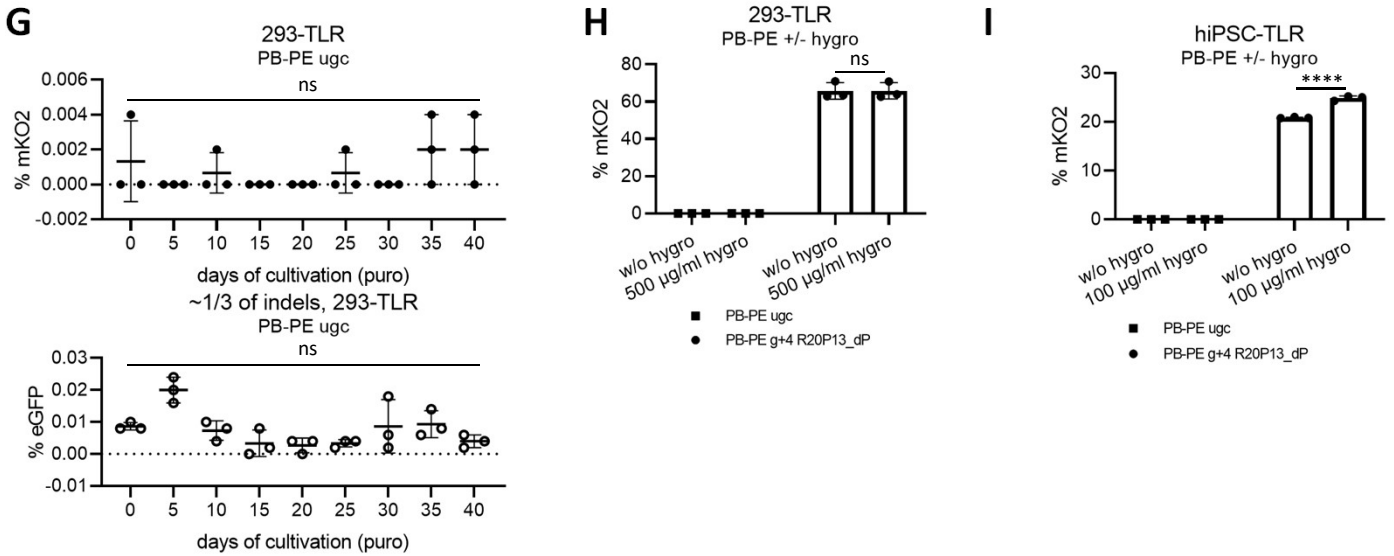 G
293-TLR
PB-PE ugc
ns
0.006
0.004
0.002
0.000
-0.002
% mKO2
0 5 10 15 20 25 30 35 40
days of cultivation (puro)
~1/3 of indels, 293-TLR
PB-PE ugc
ns
0.03
0.02
0.01
0.00
-0.01
% eGFP
0 5 10 15 20 25 30 35 40
days of cultivation (puro)
H
293-TLR
PB-PE +/- hygro
ns
80
60
40
20
0
% mKO2
w/o hygro
500 µg/ml hygro
w/o hygro
500 µg/ml hygro
PB-PE ugc
PB-PE g+4 R20P13_dP
I
hiPSC-TLR
PB-PE +/- hygro
****
30
20
10
0
% mKO2
w/o hygro
100 µg/ml hygro
w/o hygro
100 µg/ml hygro
PB-PE ugc
PB-PE g+4 R20P13_dP